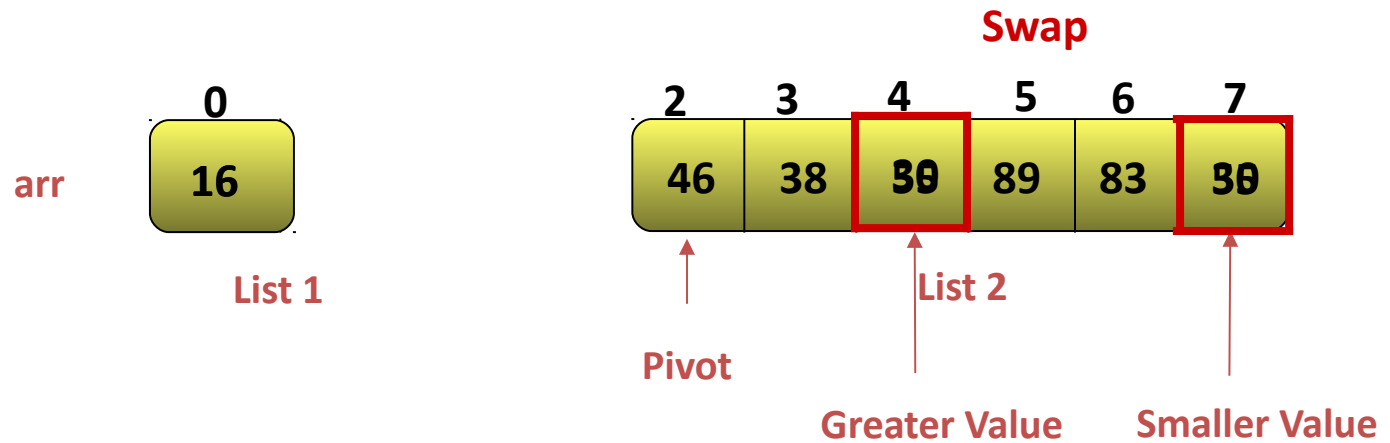 Swap
0 2 3 4 5 6 7
arr 16 46 38 89 83
List 1 List 2
Pivot
Greater Value Smaller Value